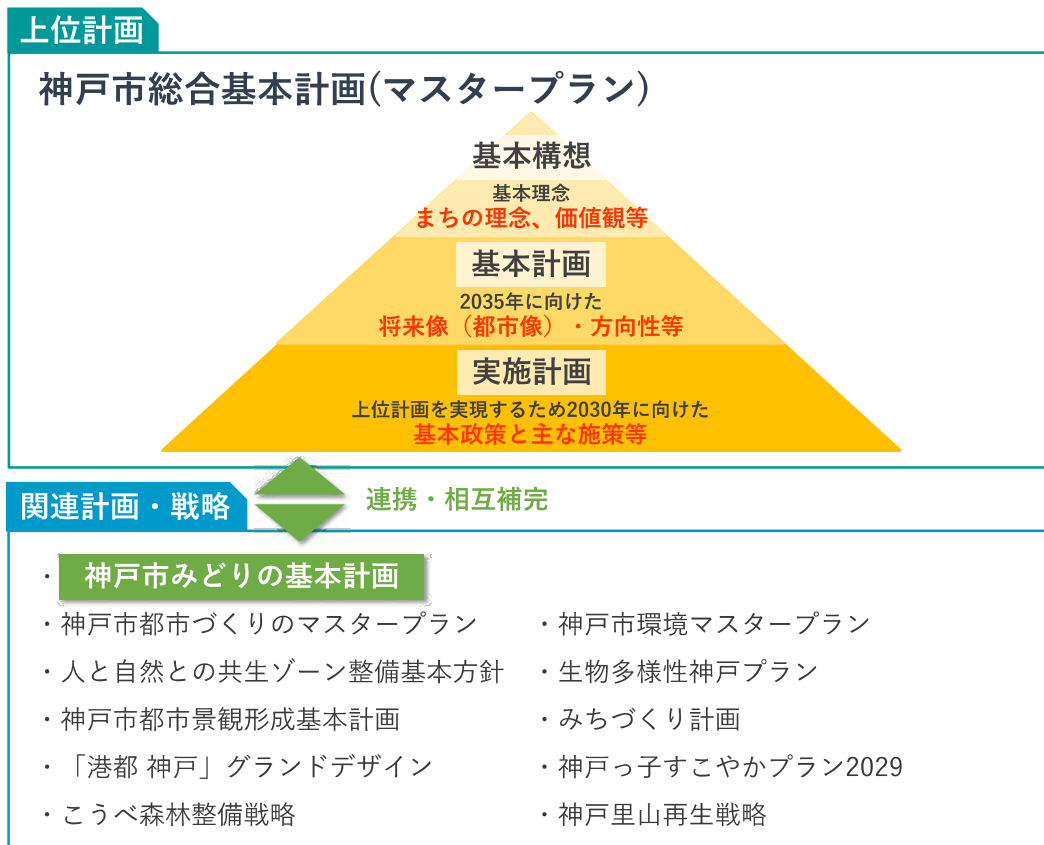 上位計画
神戸市総合基本計画(マスタープラン)
基本構想
基本理念
まちの理念、価値観等
基本計画
2035年に向けた
将来像（都市像）・方向性等
実施計画
上位計画を実現するため2030年に向けた
基本政策と主な施策等
連携・相互補完
関連計画・戦略
・神戸市みどりの基本計画
・神戸市都市づくりのマスタープラン
・人と自然との共生ゾーン整備基本方針
・神戸市都市景観形成基本計画
・「港都 神戸」グランドデザイン
・こうべ森林整備戦略
・神戸市環境マスタープラン
・生物多様性神戸プラン
・みちづくり計画
・神戸っ子すこやかプラン2029
・神戸里山再生戦略